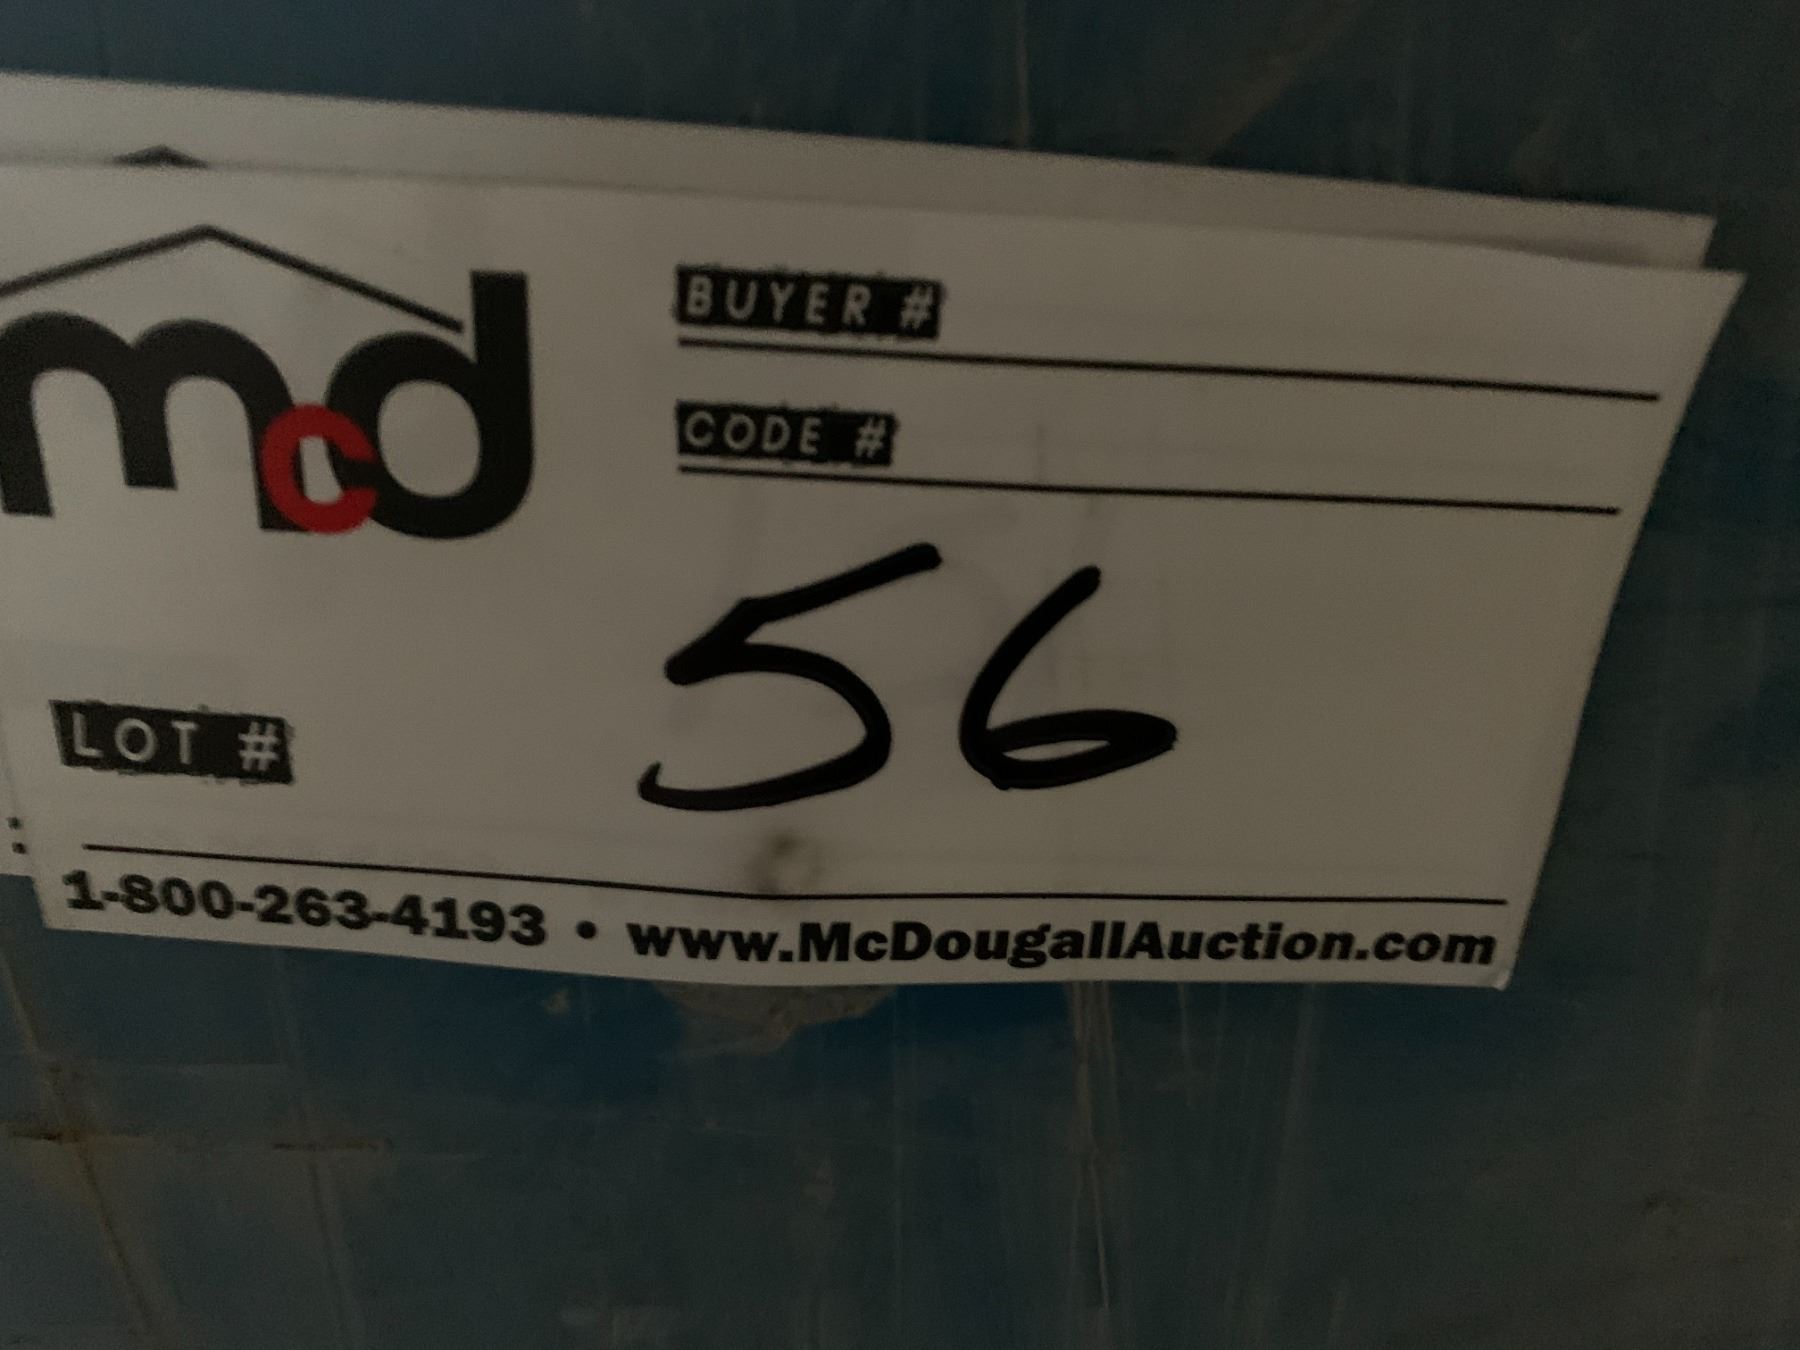 mcd
BUYER #
CODE #
LOT # 56
1-800-263-4193 • www.McDougallAuction.com